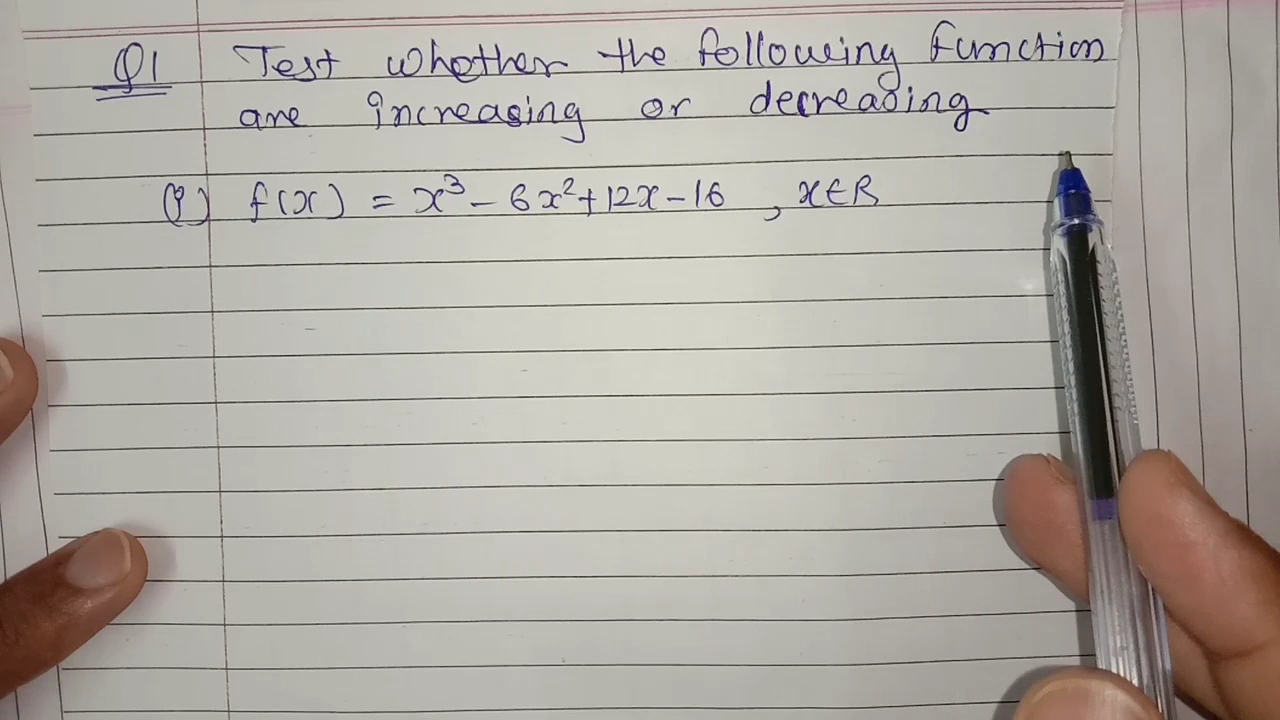 Q1 Test whether the following function
are increasing or decreasing
(i) f(x) = x³ - 6x² + 12x - 16 , x∈R